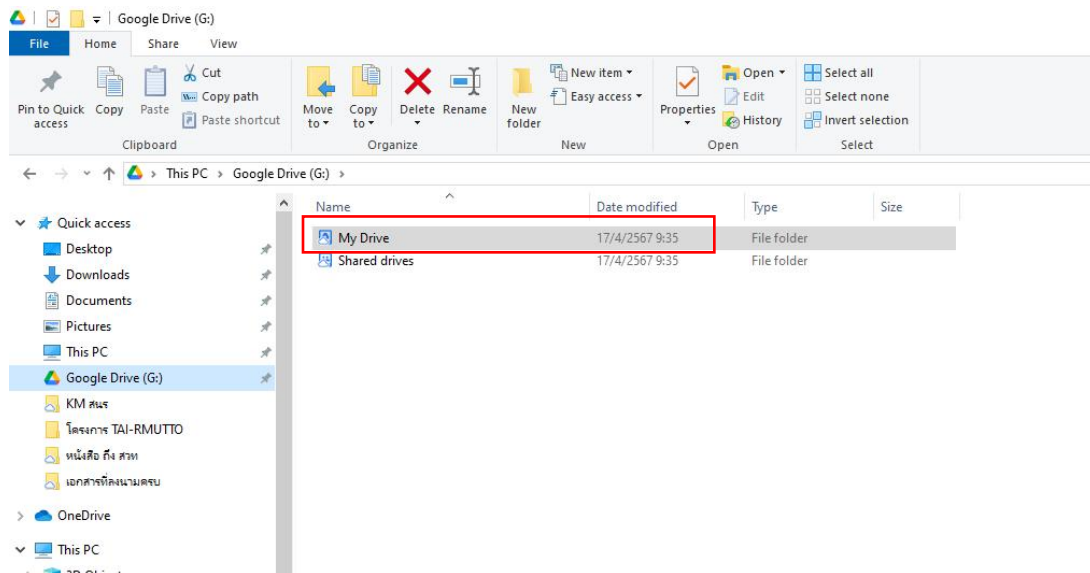 Google Drive (G:)
File Home Share View
Pin to Quick access
Copy
Paste
Cut
Copy path
Paste shortcut
Clipboard
Move to
Copy to
Delete
Rename
Organize
New folder
New item
Easy access
New
Properties
Open
Edit
History
Open
Select all
Select none
Invert selection
Select
This PC > Google Drive (G:) >
Name Date modified Type Size
Quick access
Desktop
Downloads
Documents
Pictures
This PC
Google Drive (G:)
KM สนร
โครงการ TAI-RMUTTO
หนังสือ ถึง สวท
เอกสารที่ลงนามครบ
OneDrive
This PC
My Drive 17/4/2567 9:35 File folder
Shared drives 17/4/2567 9:35 File folder